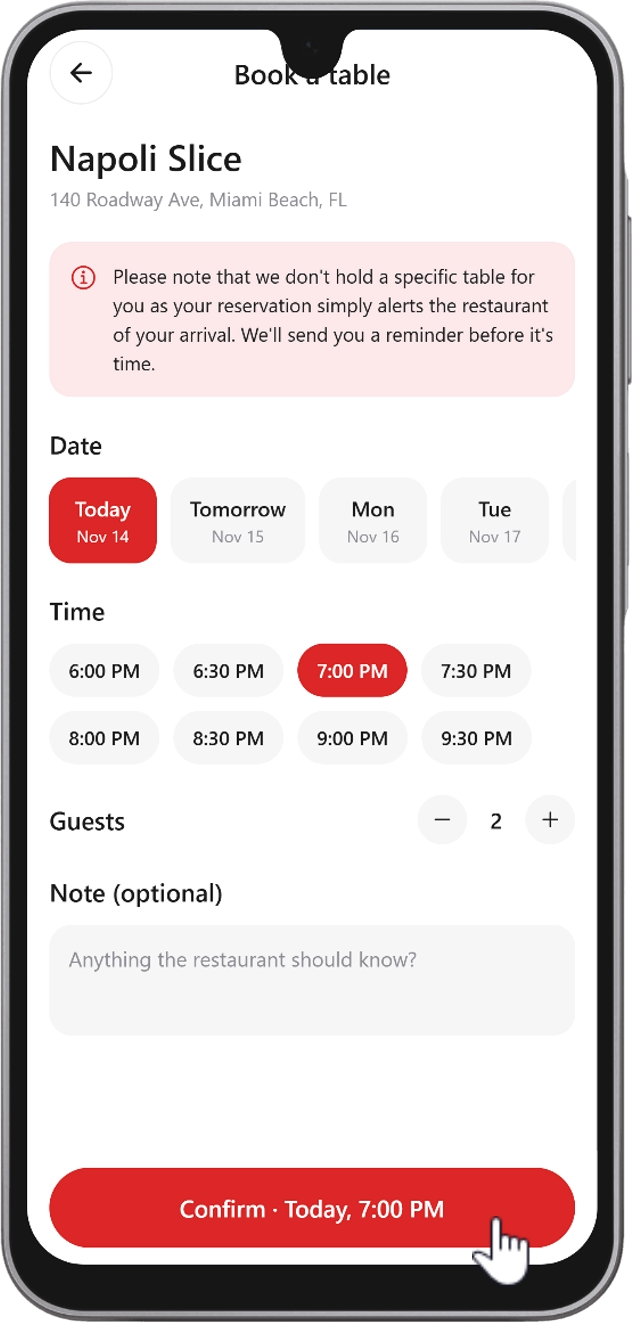 Book a table
Napoli Slice
140 Roadway Ave, Miami Beach, FL
Please note that we don't hold a specific table for
you as your reservation simply alerts the restaurant
of your arrival. We'll send you a reminder before it's
time.
Date
Today
Nov 14
Tomorrow
Nov 15
Mon
Nov 16
Tue
Nov 17
Time
6:00 PM
6:30 PM
7:00 PM
7:30 PM
8:00 PM
8:30 PM
9:00 PM
9:30 PM
Guests
− 2 +
Note (optional)
Anything the restaurant should know?
Confirm · Today, 7:00 PM